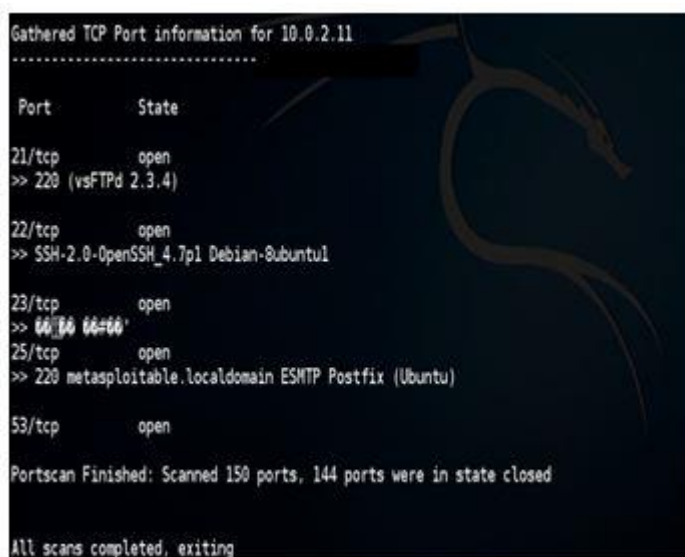 Gathered TCP Port information for 10.0.2.11
------------------------------
Port State
21/tcp open
>> 220 (vsFTPd 2.3.4)
22/tcp open
>> SSH-2.0-OpenSSH_4.7p1 Debian-8ubuntu1
23/tcp open
>> �� �� ��#��'
25/tcp open
>> 220 metasploitable.localdomain ESMTP Postfix (Ubuntu)
53/tcp open
Portscan Finished: Scanned 150 ports, 144 ports were in state closed
All scans completed, exiting